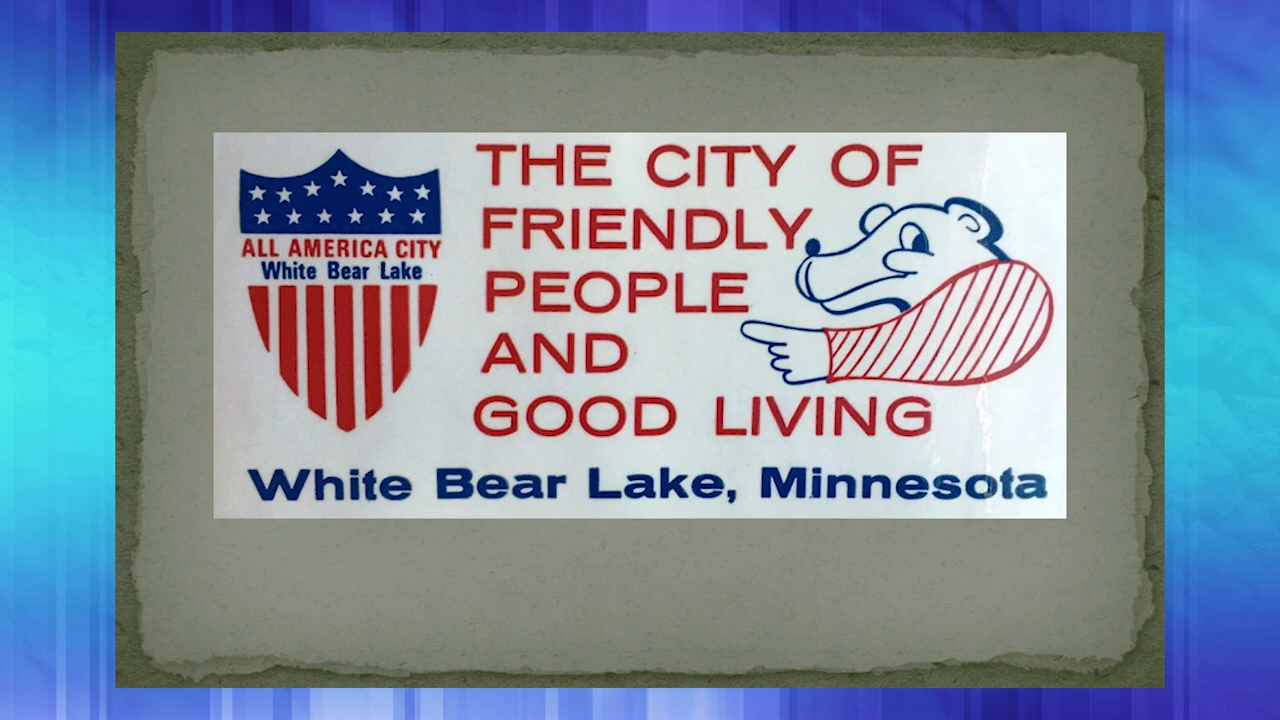 ALL AMERICA CITY
White Bear Lake
THE CITY OF
FRIENDLY
PEOPLE
AND
GOOD LIVING
White Bear Lake, Minnesota